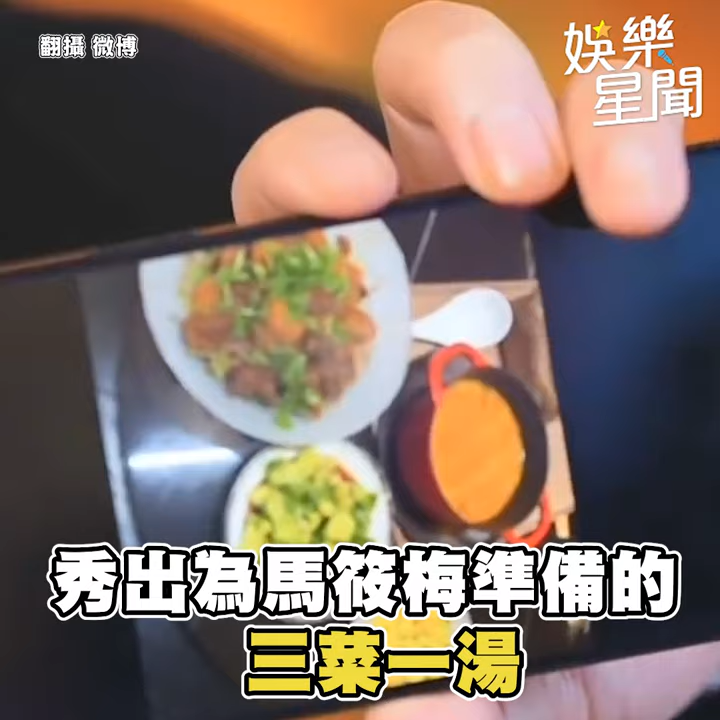 翻攝 微博
娛樂
星聞
秀出為馬筱梅準備的
三菜一湯